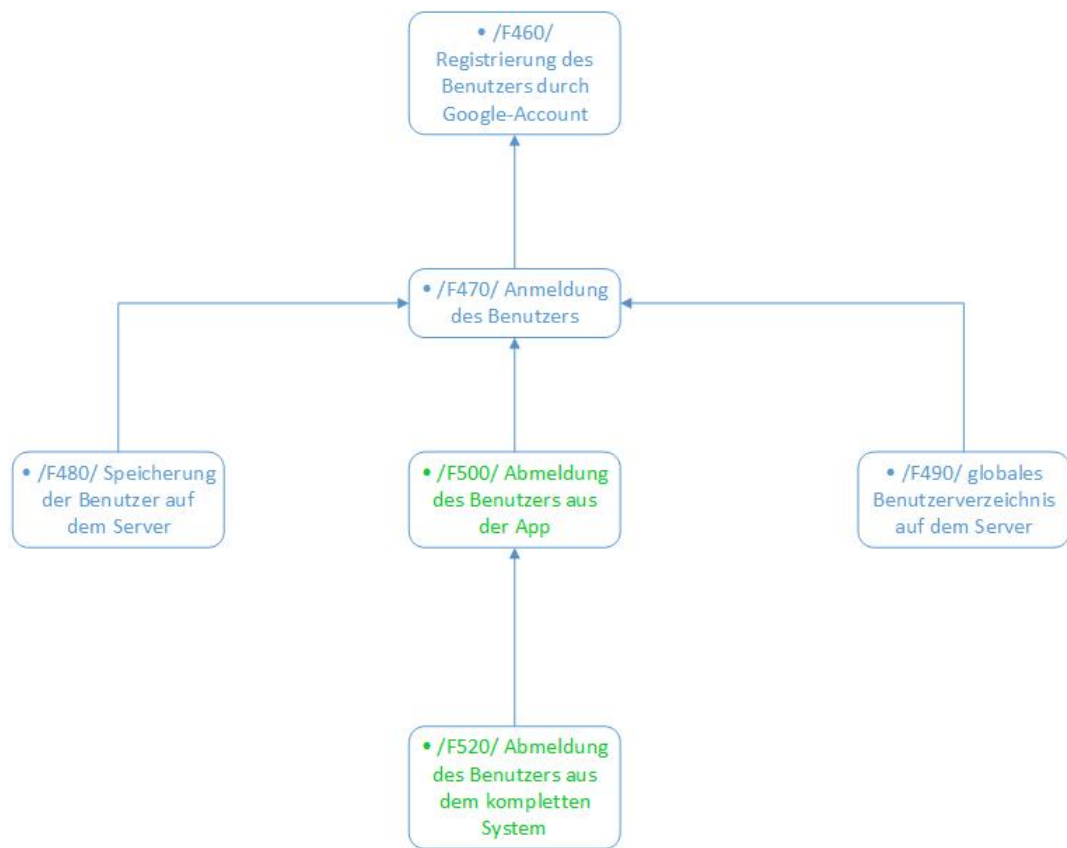 • /F460/
Registrierung des
Benutzers durch
Google-Account
• /F470/ Anmeldung
des Benutzers
• /F480/ Speicherung
der Benutzer auf
dem Server
• /F500/ Abmeldung
des Benutzers aus
der App
• /F490/ globales
Benutzerverzeichnis
auf dem Server
• /F520/ Abmeldung
des Benutzers aus
dem kompletten
System